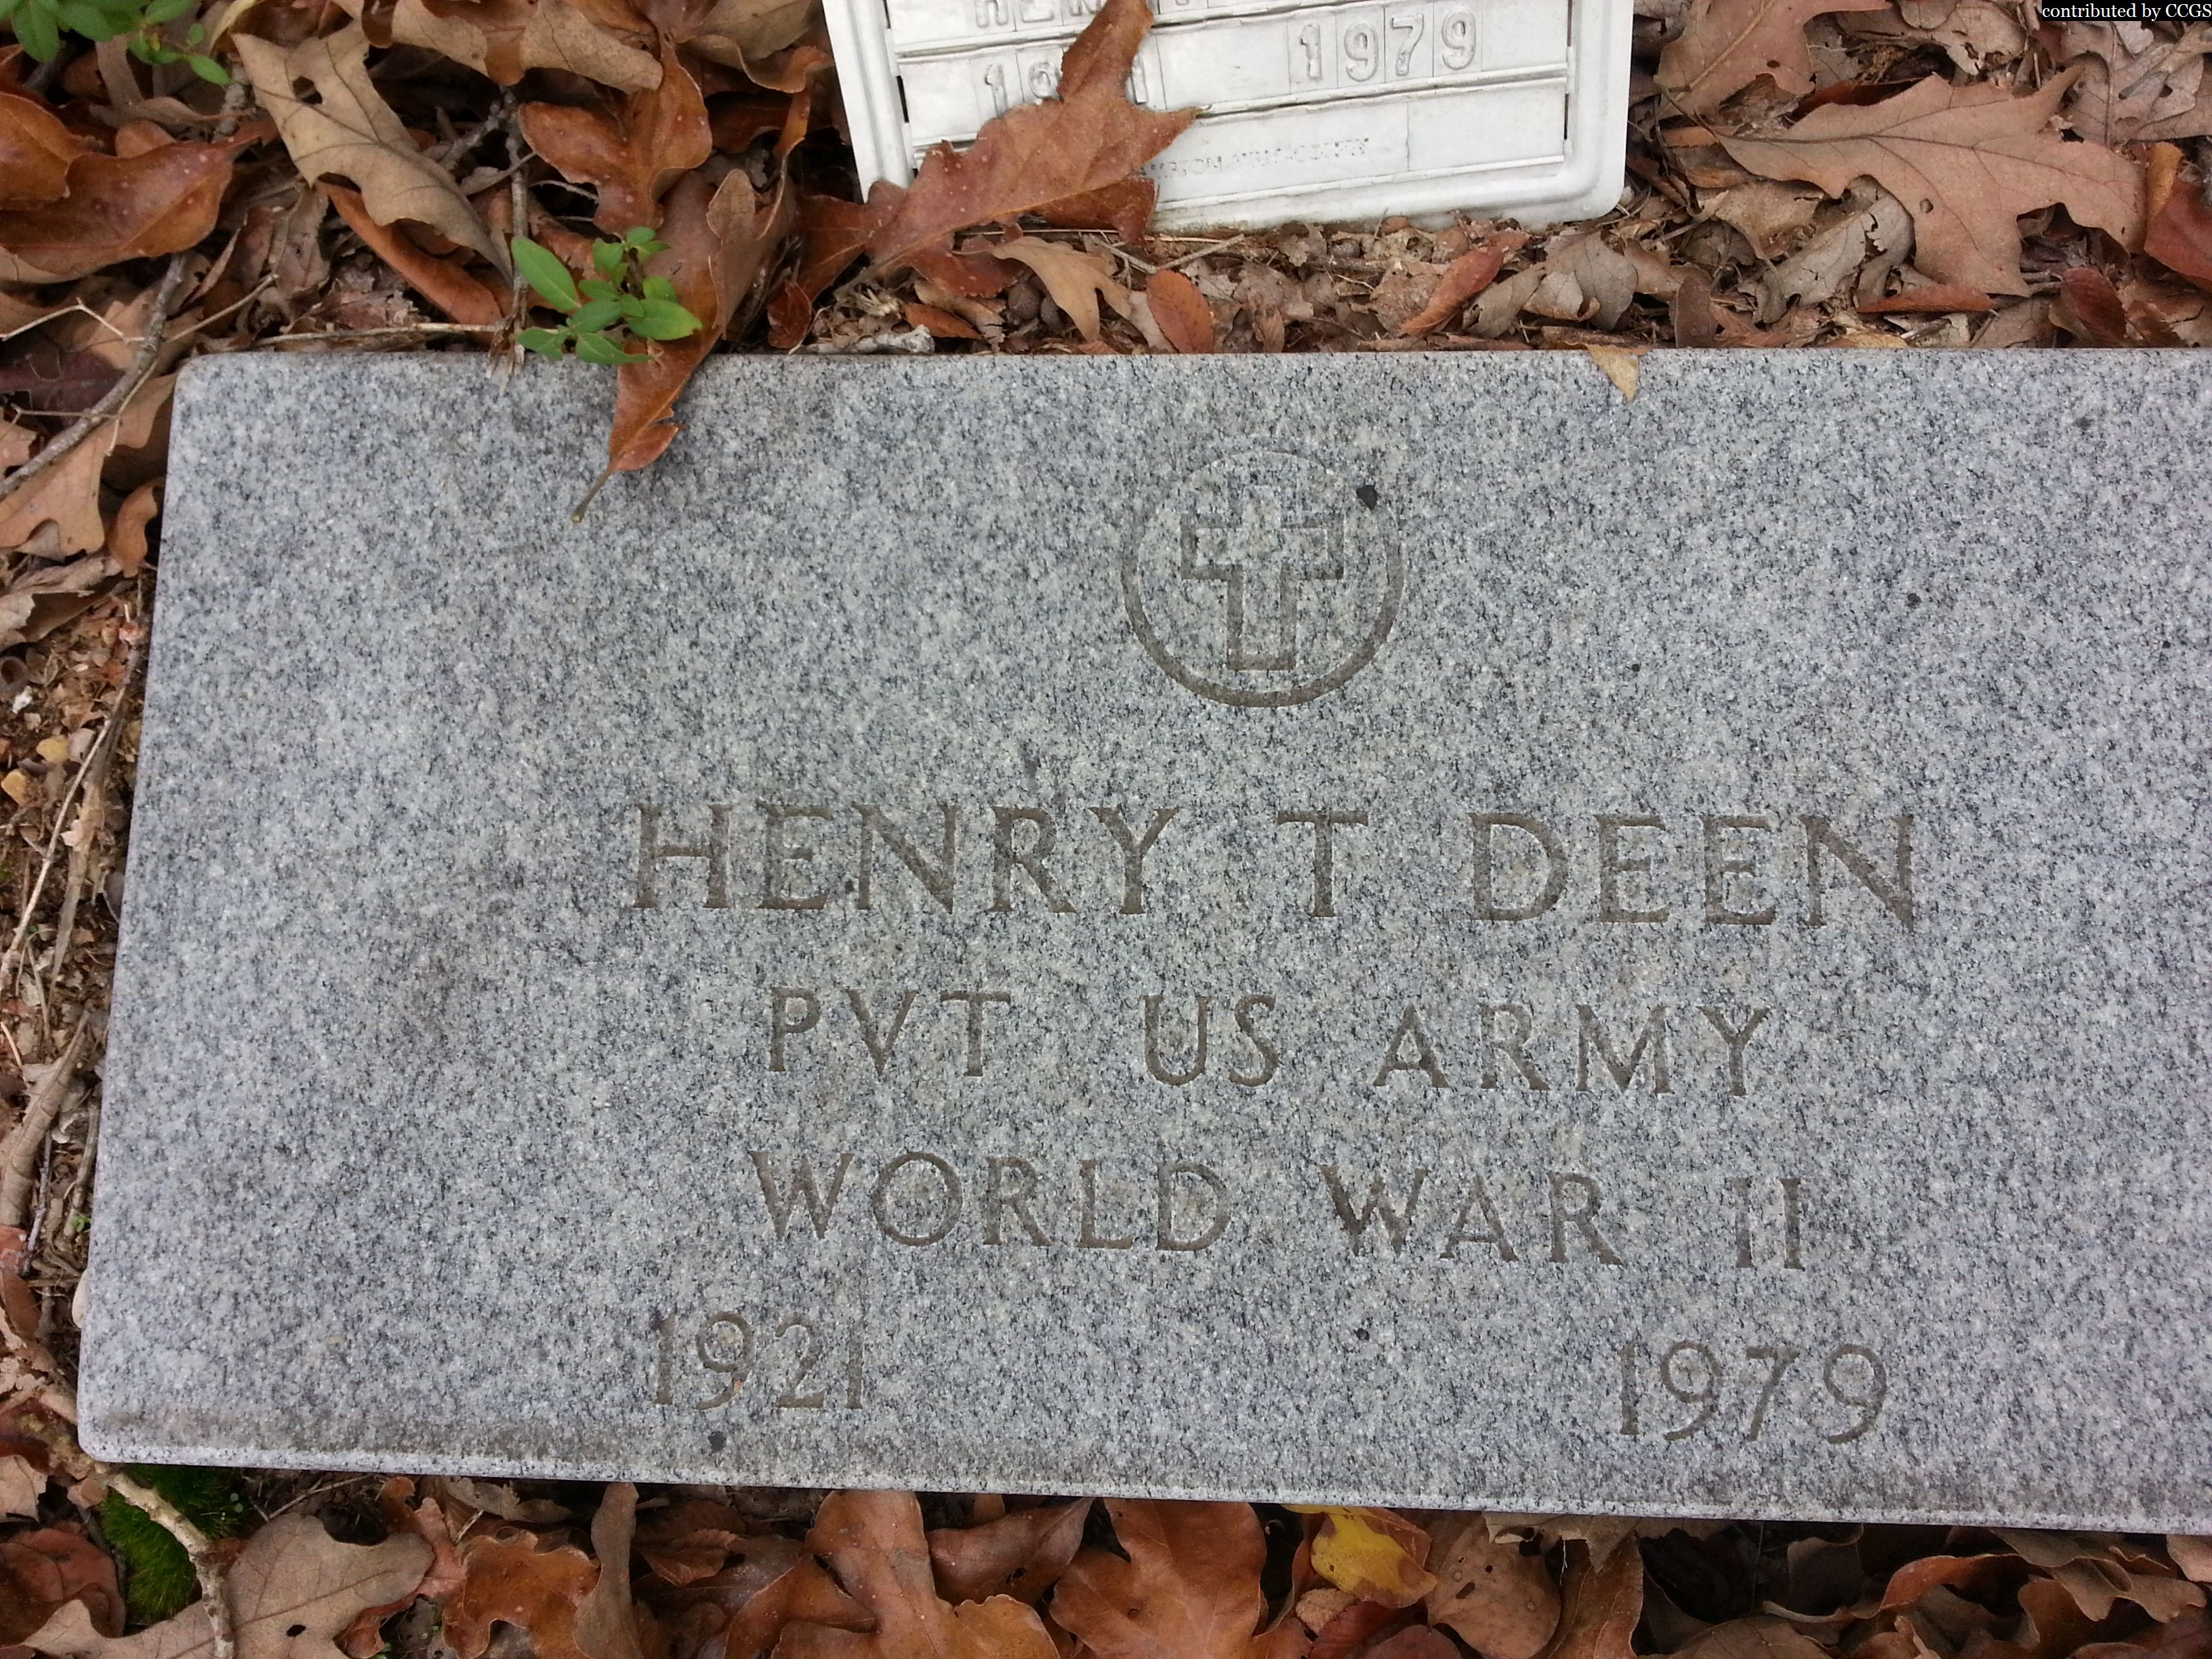 contributed by CCGS
1979
HENRY T DEEN
PVT US ARMY
WORLD WAR II
1921 1979